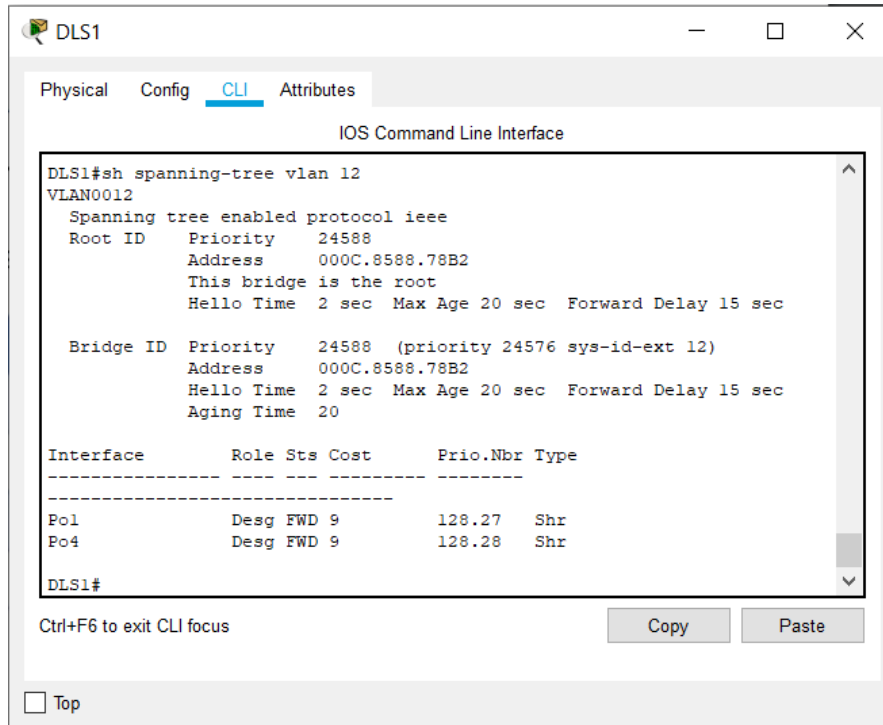 DLS1
Physical Config CLI Attributes
IOS Command Line Interface
DLS1#sh spanning-tree vlan 12
VLAN0012
  Spanning tree enabled protocol ieee
  Root ID    Priority    24588
             Address     000C.8588.78B2
             This bridge is the root
             Hello Time  2 sec  Max Age 20 sec  Forward Delay 15 sec

  Bridge ID  Priority    24588  (priority 24576 sys-id-ext 12)
             Address     000C.8588.78B2
             Hello Time  2 sec  Max Age 20 sec  Forward Delay 15 sec
             Aging Time  20

Interface        Role Sts Cost      Prio.Nbr Type
---------------- ---- --- --------- --------
--------------------------------
Po1              Desg FWD 9         128.27   Shr
Po4              Desg FWD 9         128.28   Shr

DLS1#
Ctrl+F6 to exit CLI focus
Copy Paste
Top